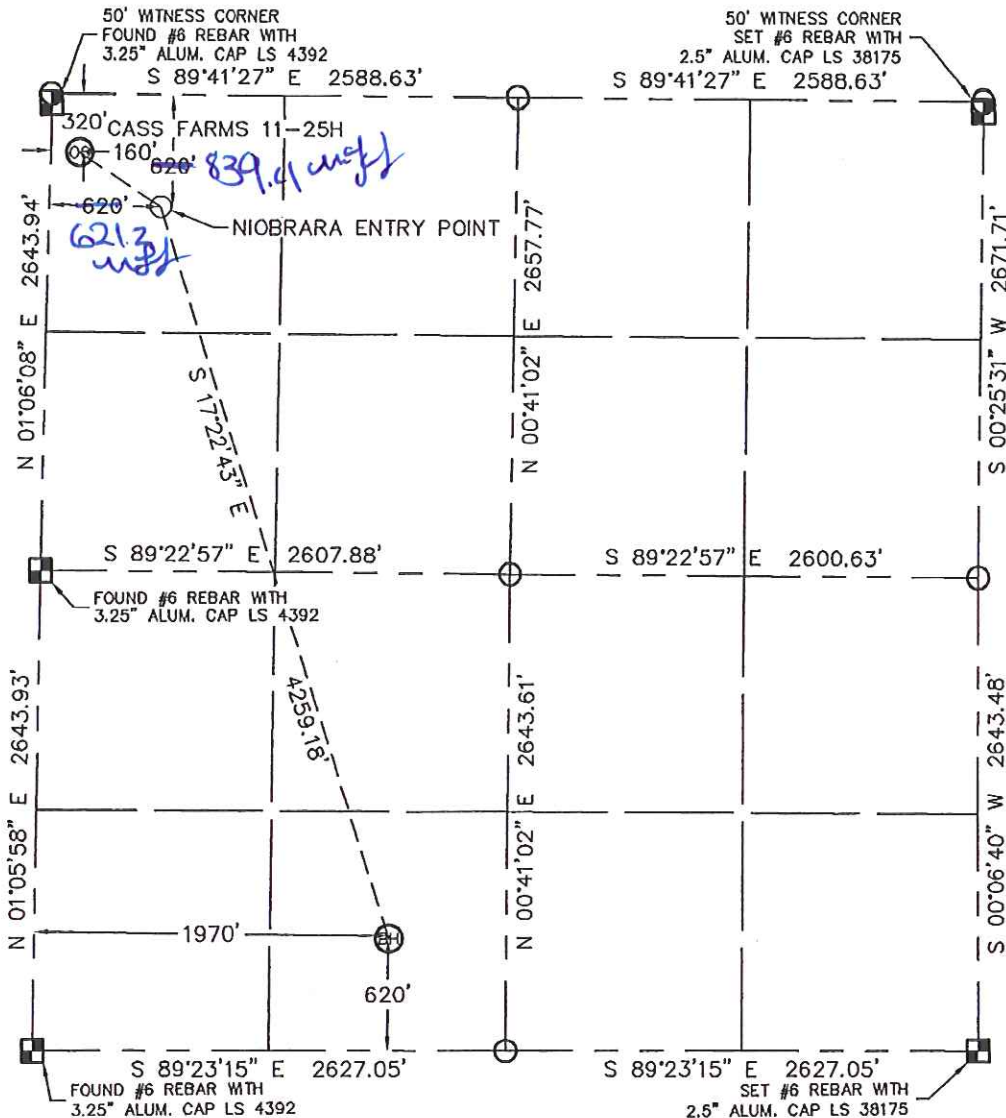 50' WITNESS CORNER
FOUND #6 REBAR WITH
3.25" ALUM. CAP LS 4392
50' WITNESS CORNER
SET #6 REBAR WITH
2.5" ALUM. CAP LS 38175
S 89°41'27" E 2588.63'
S 89°41'27" E 2588.63'
320'
CASS FARMS 11-25H
160'
620'
620'
621.2
NIOBRARA ENTRY POINT
N 01°06'08" E 2643.94'
N 00°41'02" E 2657.77'
S 00°25'31" W 2671.71'
S 17°22'43" E
S 89°22'57" E 2607.88'
S 89°22'57" E 2600.63'
FOUND #6 REBAR WITH
3.25" ALUM. CAP LS 4392
4259.18'
N 01°05'58" E 2643.93'
N 00°41'02" E 2643.61'
S 00°06'40" W 2643.48'
1970'
BH
620'
S 89°23'15" E 2627.05'
S 89°23'15" E 2627.05'
FOUND #6 REBAR WITH
3.25" ALUM. CAP LS 4392
SET #6 REBAR WITH
2.5" ALUM. CAP LS 38175